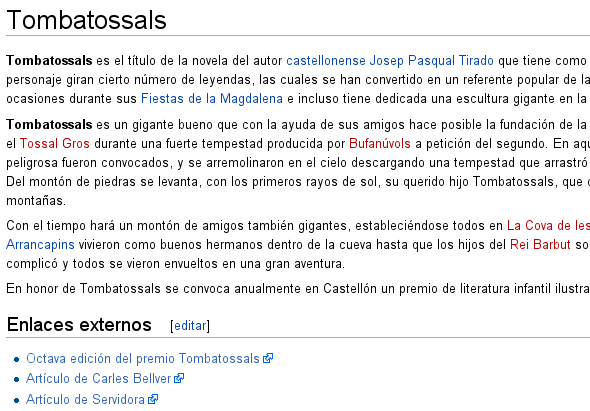 Tombatossals
Tombatossals es el título de la novela del autor castellonense Josep Pasqual Tirado que tiene como
personaje giran cierto número de leyendas, las cuales se han convertido en un referente popular de la
ocasiones durante sus Fiestas de la Magdalena e incluso tiene dedicada una escultura gigante en la
Tombatossals es un gigante bueno que con la ayuda de sus amigos hace posible la fundación de la
el Tossal Gros durante una fuerte tempestad producida por Bufanúvols a petición del segundo. En aqu
peligrosa fueron convocados, y se arremolinaron en el cielo descargando una tempestad que arrastró
Del montón de piedras se levanta, con los primeros rayos de sol, su querido hijo Tombatossals, que
montañas.
Con el tiempo hará un montón de amigos también gigantes, estableciéndose todos en La Cova de les
Arrancapins vivieron como buenos hermanos dentro de la cueva hasta que los hijos del Rei Barbut so
complicó y todos se vieron envueltos en una gran aventura.
En honor de Tombatossals se convoca anualmente en Castellón un premio de literatura infantil ilustra
Enlaces externos [editar]
Octava edición del premio Tombatossals
Artículo de Carles Bellver
Artículo de Servidora